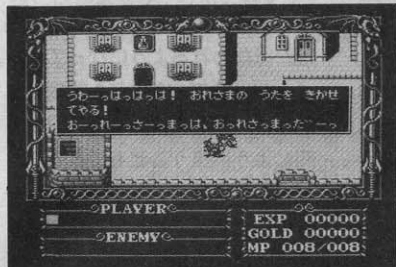 うわーっはっはっは! おれさまの うたを きかせ
てやる!
おーっれーっさーっまっは、おっれさっまったーーっ
PLAYER
ENEMY
EXP 00000
GOLD 00000
MP 008/008